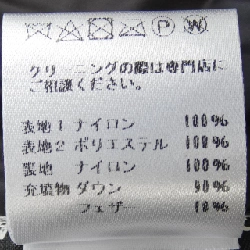 クリーニングの際は専門店に
ご相談ください。
表地1 ナイロン 100%
表地2 ポリエステル 100%
裏地 ナイロン 100%
充填物 ダウン 90%
フェザー 10%